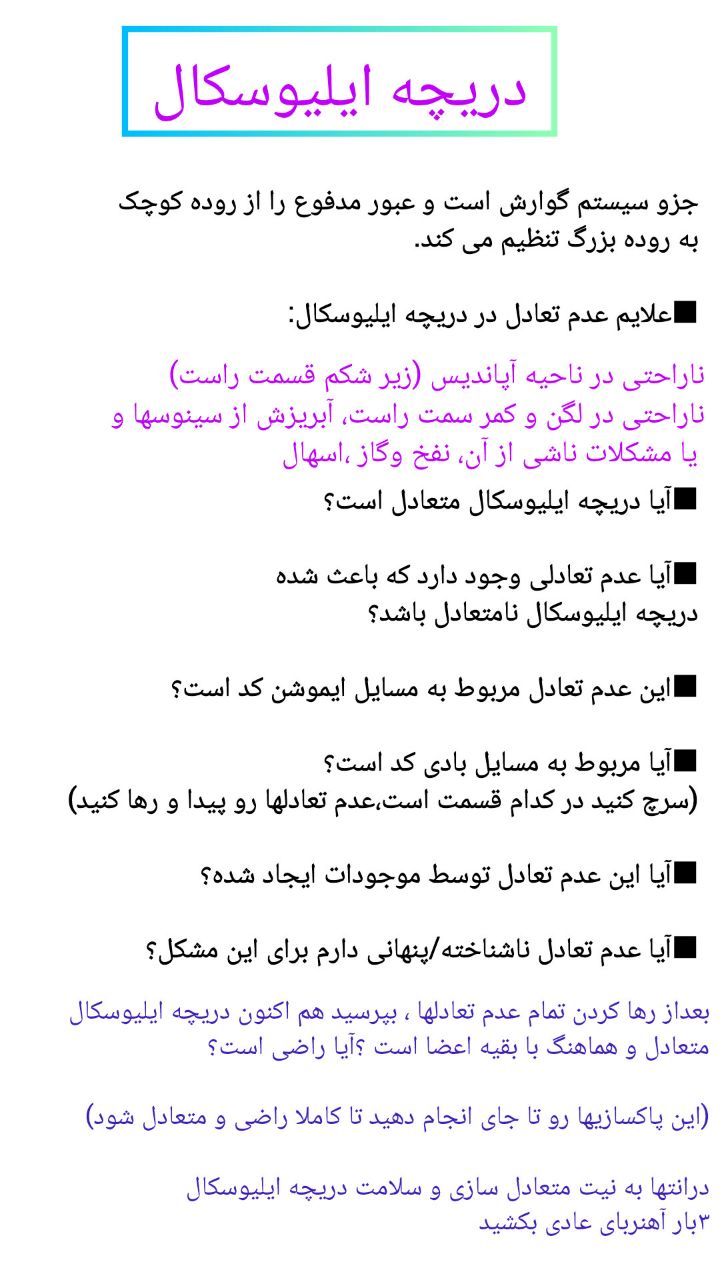 دریچه ایلیوسکال
جزو سیستم گوارش است و عبور مدفوع را از روده کوچک
به روده بزرگ تنظیم می کند.
■علایم عدم تعادل در دریچه ایلیوسکال:
ناراحتی در ناحیه آپاندیس (زیر شکم قسمت راست)
ناراحتی در لگن و کمر سمت راست، آبریزش از سینوسها و
یا مشکلات ناشی از آن، نفخ وگاز ،اسهال
■آیا دریچه ایلیوسکال متعادل است؟
■آیا عدم تعادلی وجود دارد که باعث شده
دریچه ایلیوسکال نامتعادل باشد؟
■این عدم تعادل مربوط به مسایل ایموشن کد است؟
■آیا مربوط به مسایل بادی کد است؟
(سرچ کنید در کدام قسمت است،عدم تعادلها رو پیدا و رها کنید)
■آیا این عدم تعادل توسط موجودات ایجاد شده؟
■آیا عدم تعادل ناشناخته/پنهانی دارم برای این مشکل؟
بعداز رها کردن تمام عدم تعادلها ، بپرسید هم اکنون دریچه ایلیوسکال
متعادل و هماهنگ با بقیه اعضا است ؟آیا راضی است؟
(این پاکسازیها رو تا جای انجام دهید تا کاملا راضی و متعادل شود)
درانتها به نیت متعادل سازی و سلامت دریچه ایلیوسکال
۳بار آهنربای عادی بکشید